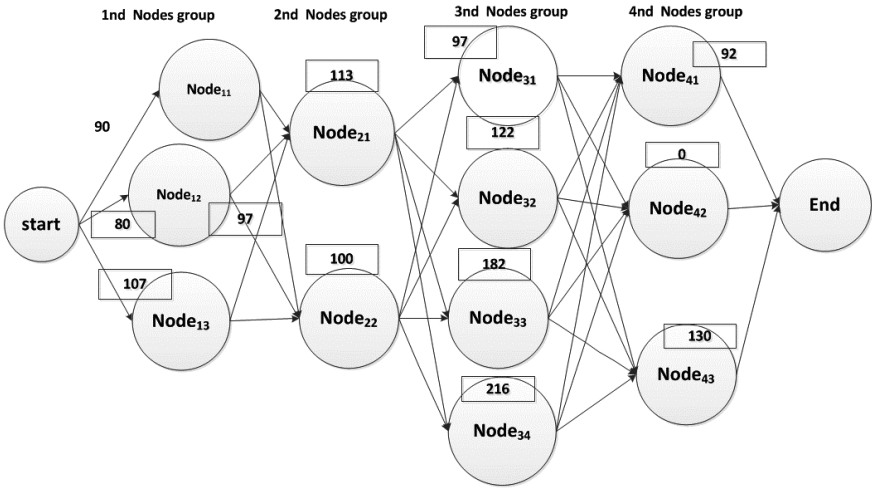 1nd Nodes group
2nd Nodes group
3nd Nodes group
4nd Nodes group
97
92
Node₃₁
Node₄₁
113
Node₁₁
90
Node₂₁
122
0
Node₁₂
Node₃₂
Node₄₂
End
start
80
97
100
182
107
Node₁₃
Node₂₂
Node₃₃
130
Node₄₃
216
Node₃₄